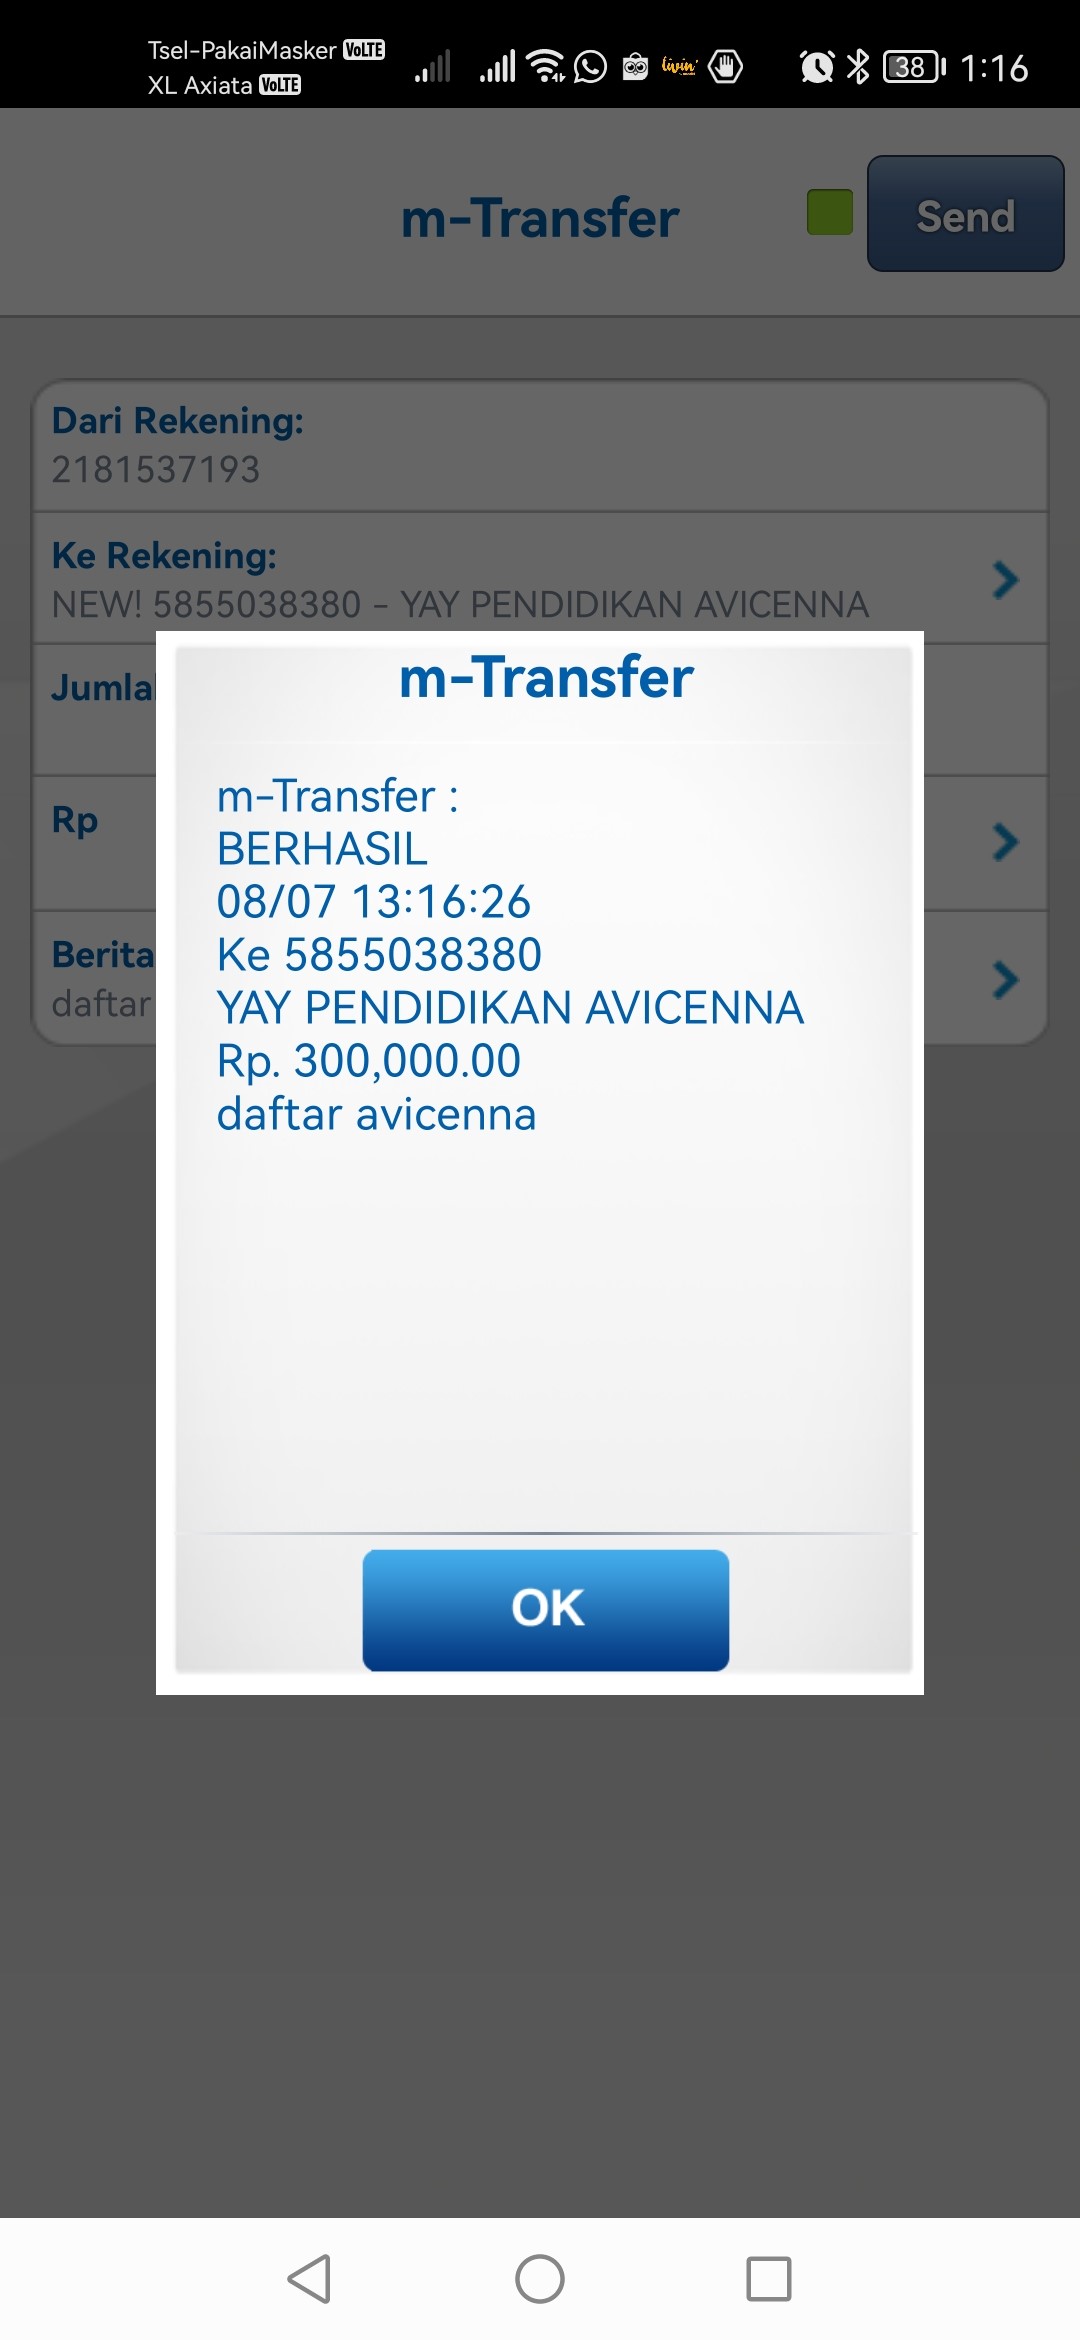 Tsel-PakaiMasker VoLTE
XL Axiata VoLTE
livin'
38
1:16
m-Transfer
Send
Dari Rekening:
2181537193
Ke Rekening:
NEW! 5855038380 - YAY PENDIDIKAN AVICENNA
Jumla
Rp
Berita
daftar
m-Transfer
m-Transfer :
BERHASIL
08/07 13:16:26
Ke 5855038380
YAY PENDIDIKAN AVICENNA
Rp. 300,000.00
daftar avicenna
OK